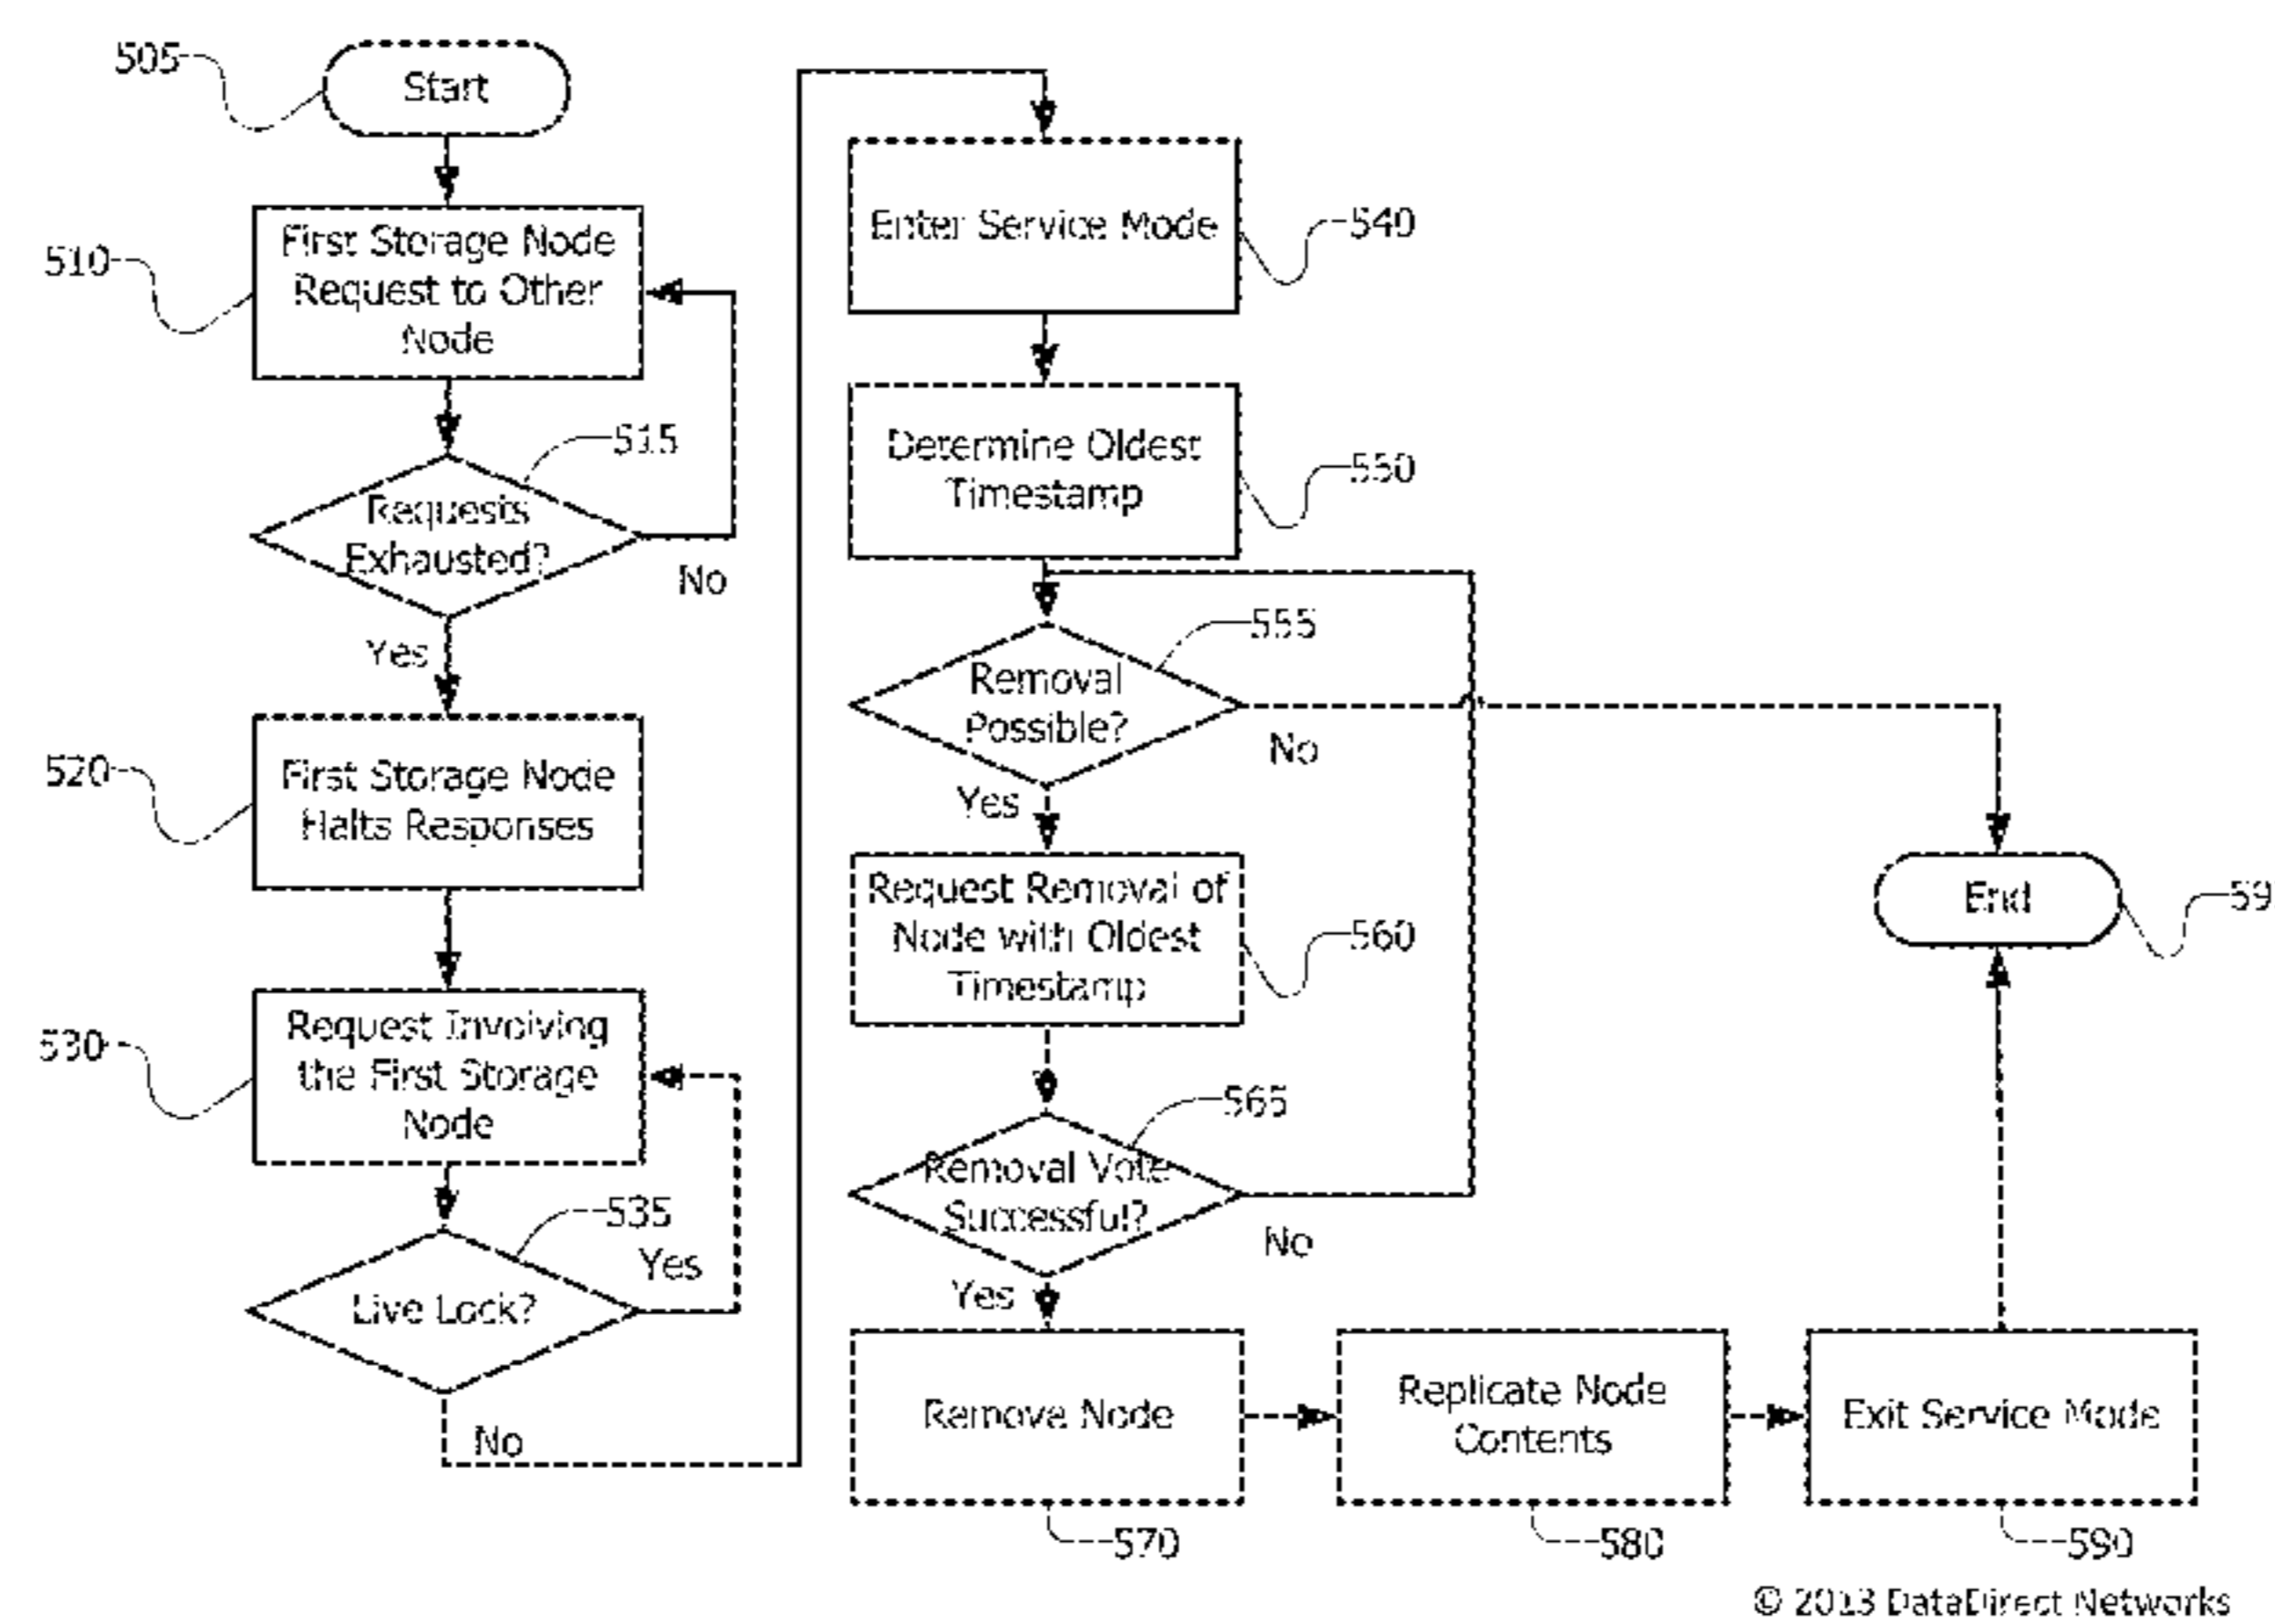 505
Start
510
First Storage Node
Request to Other
Node
515
Requests
Exhausted?
No
Yes
520
First Storage Node
Halts Responses
530
Request Involving
the First Storage
Node
535
Yes
Live Lock?
No
Enter Service Mode
540
Determine Oldest
Timestamp
550
555
Removal
Possible?
No
Yes
Request Removal of
Node with Oldest
Timestamp
560
565
Removal Vote
Successful?
No
Yes
Remove Node
570
Replicate Node
Contents
580
Exit Service Mode
590
End
59
© 2013 DataDirect Networks